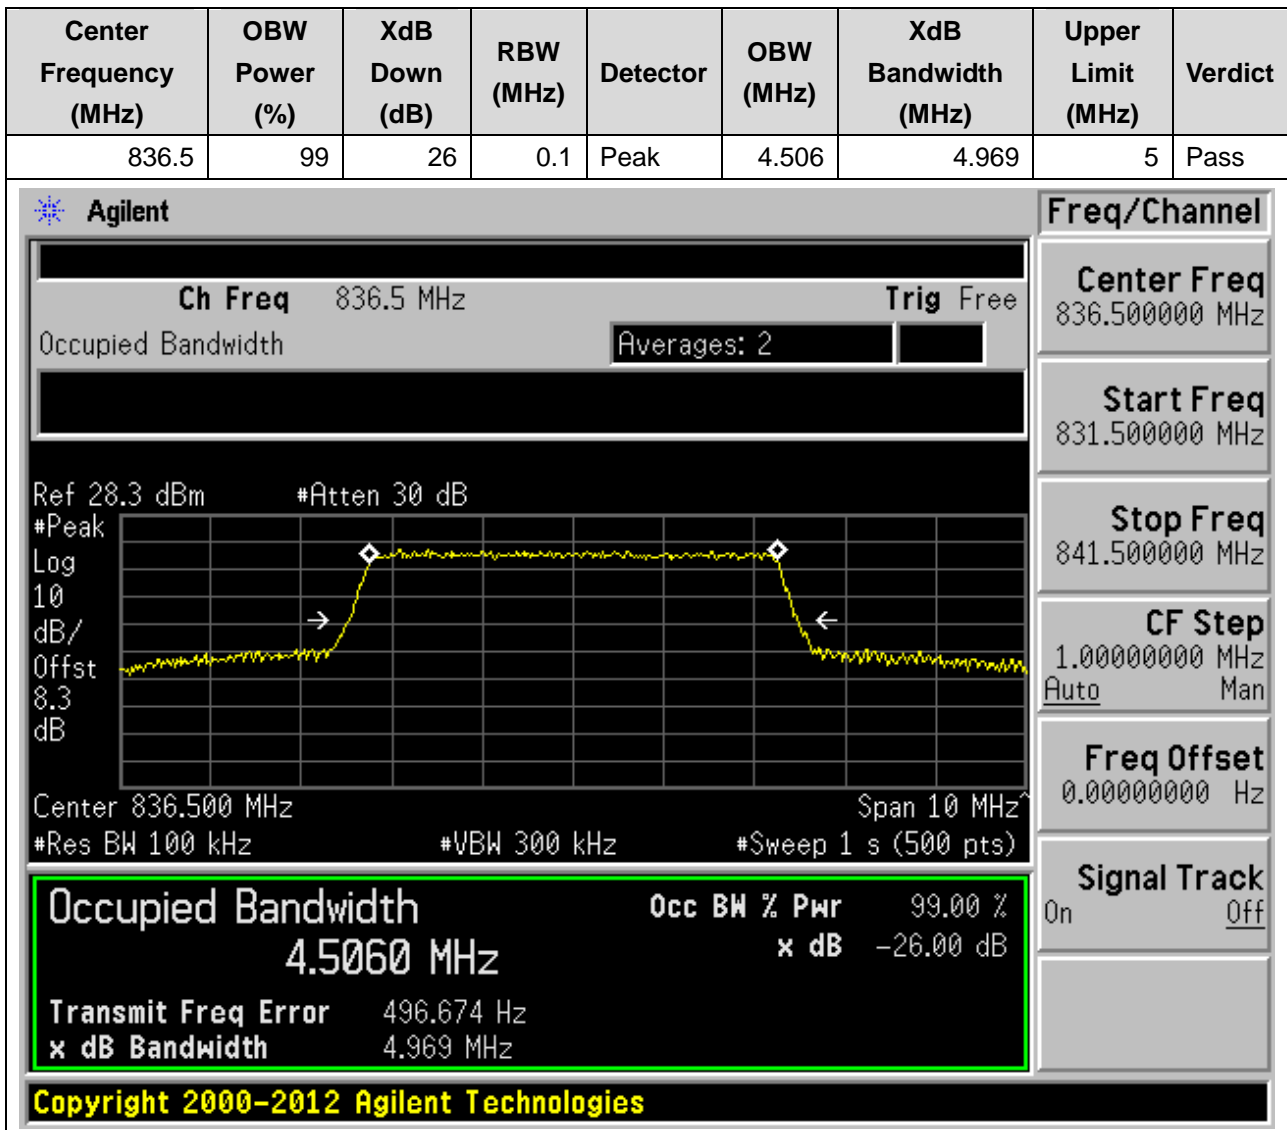 Center Frequency (MHz) OBW Power (%) XdB Down (dB) RBW (MHz) Detector OBW (MHz) XdB Bandwidth (MHz) Upper Limit (MHz) Verdict
836.5 99 26 0.1 Peak 4.506 4.969 5 Pass
Agilent
Freq/Channel
Ch Freq 836.5 MHz Trig Free
Occupied Bandwidth Averages: 2
Center Freq
836.500000 MHz
Start Freq
831.500000 MHz
Stop Freq
841.500000 MHz
CF Step
1.00000000 MHz
Auto Man
Freq Offset
0.00000000 Hz
Signal Track
On Off
Ref 28.3 dBm #Atten 30 dB
#Peak
Log
10
dB/
Offst
8.3
dB
Center 836.500 MHz Span 10 MHz^
#Res BW 100 kHz #VBW 300 kHz #Sweep 1 s (500 pts)
Occupied Bandwidth Occ BW % Pwr 99.00 %
4.5060 MHz x dB -26.00 dB
Transmit Freq Error 496.674 Hz
x dB Bandwidth 4.969 MHz
Copyright 2000-2012 Agilent Technologies